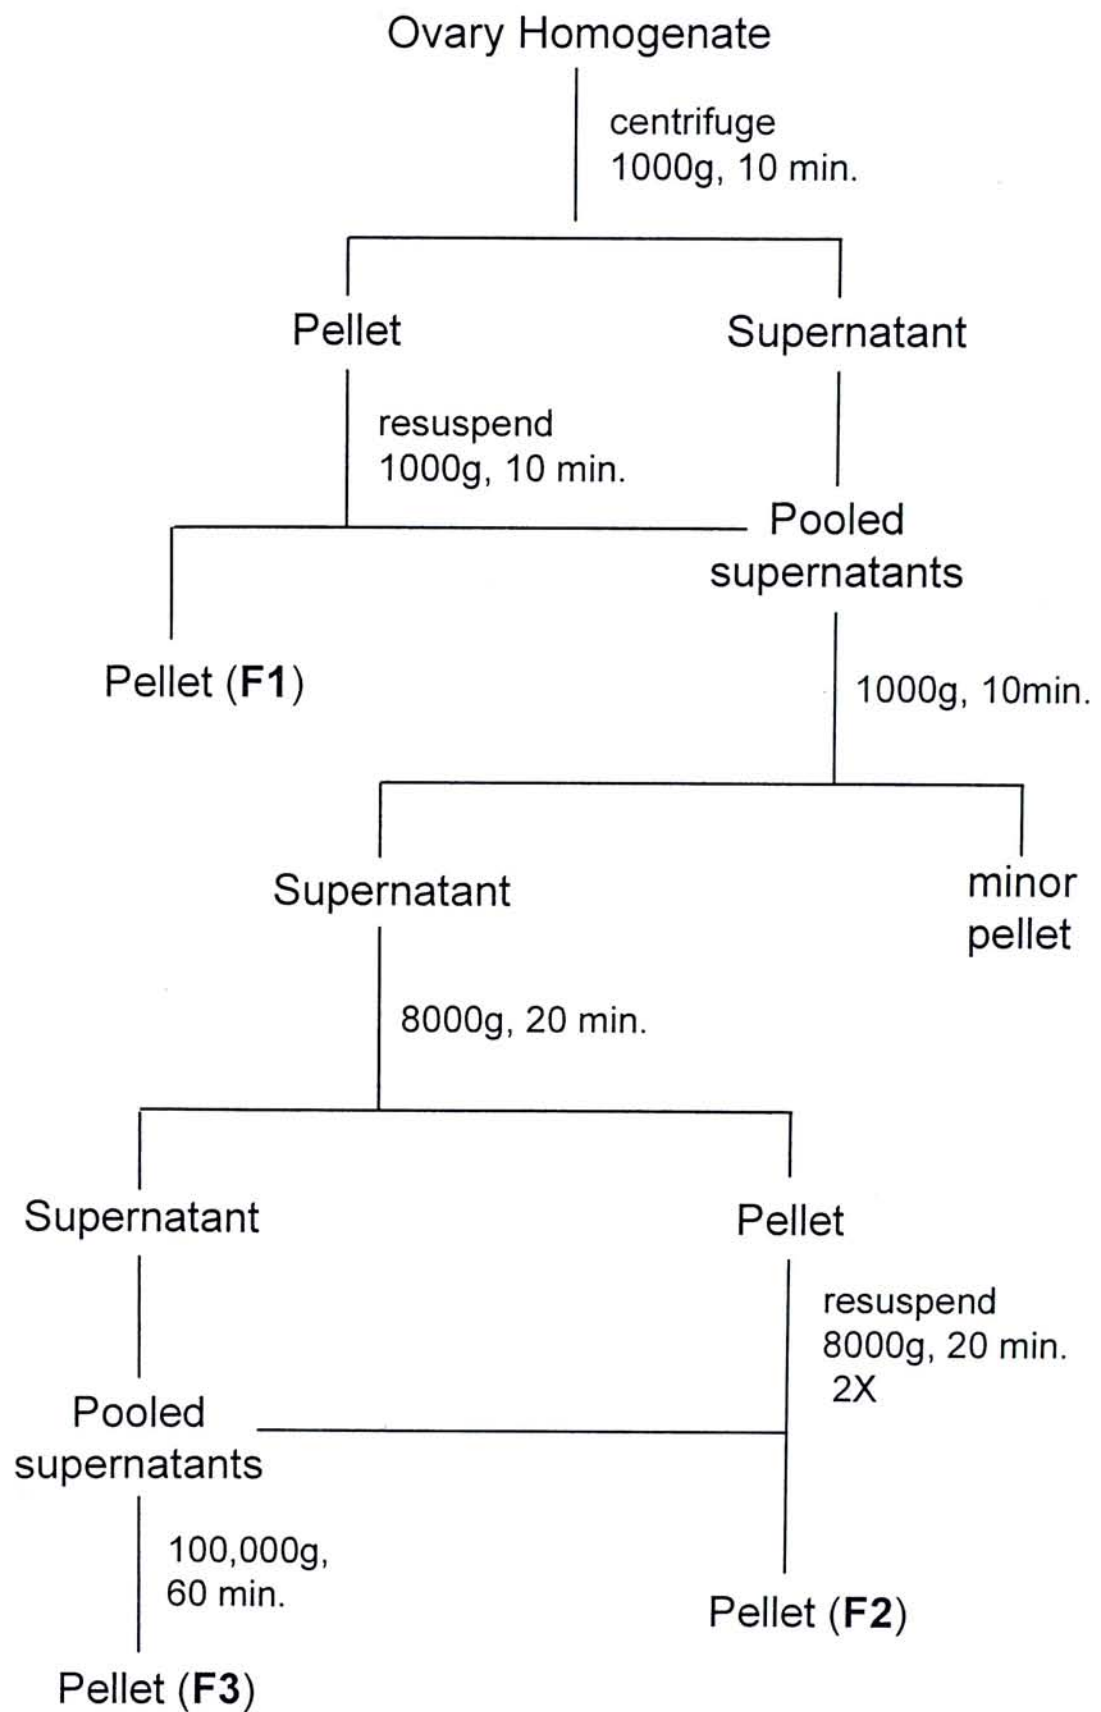 Ovary Homogenate
centrifuge
1000g, 10 min.
Pellet
Supernatant
resuspend
1000g, 10 min.
Pooled
supernatants
Pellet (F1)
1000g, 10min.
Supernatant
minor
pellet
8000g, 20 min.
Supernatant
Pellet
resuspend
8000g, 20 min.
2X
Pooled
supernatants
100,000g,
60 min.
Pellet (F2)
Pellet (F3)